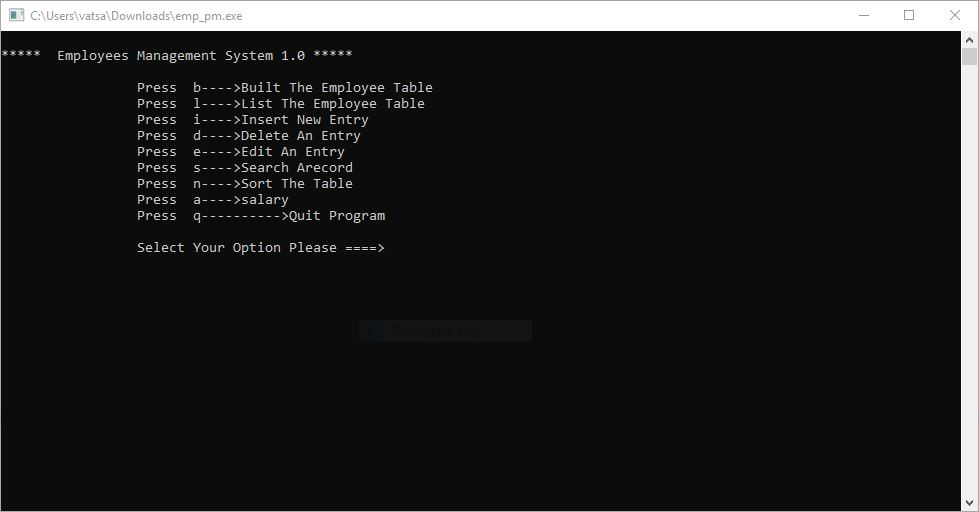 C:\Users\vatsa\Downloads\emp_pm.exe
*****  Employees Management System 1.0 *****
Press  b---->Built The Employee Table
Press  l---->List The Employee Table
Press  i---->Insert New Entry
Press  d---->Delete An Entry
Press  e---->Edit An Entry
Press  s---->Search Arecord
Press  n---->Sort The Table
Press  a---->salary
Press  q---------->Quit Program
Select Your Option Please ====>
Rectangular Snip